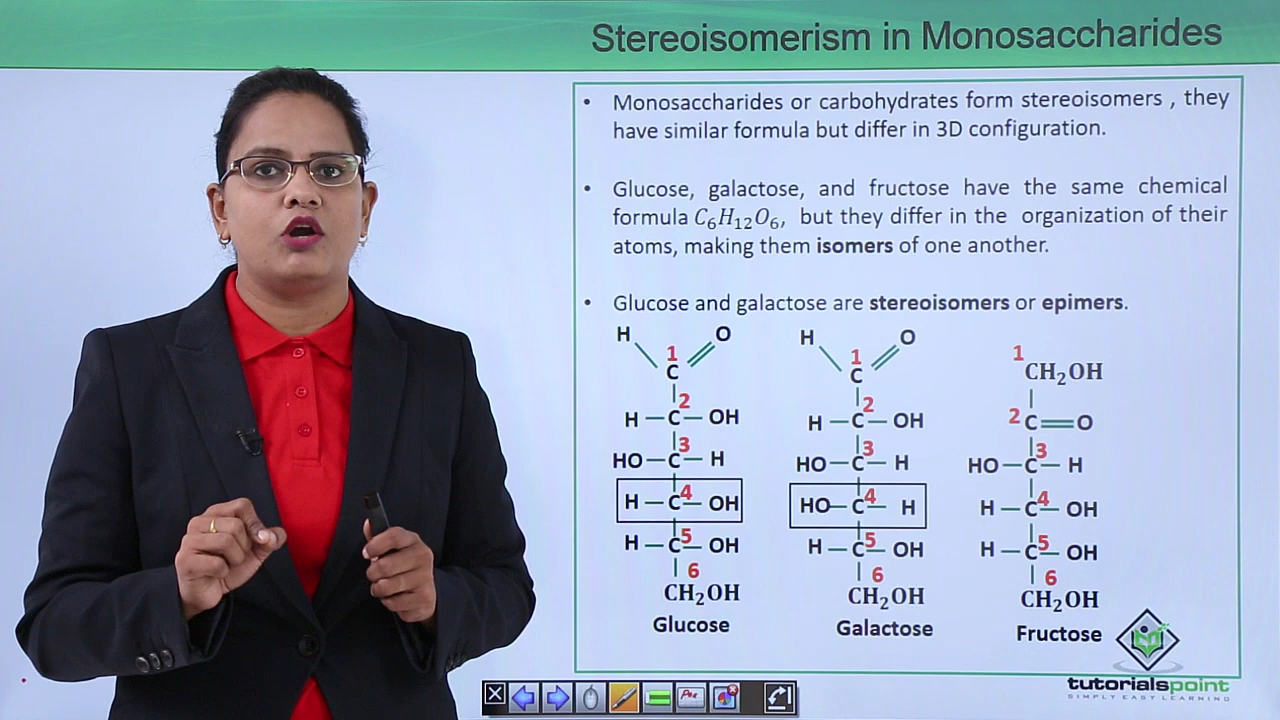 Stereoisomerism in Monosaccharides
• Monosaccharides or carbohydrates form stereoisomers , they
have similar formula but differ in 3D configuration.
• Glucose, galactose, and fructose have the same chemical
formula C₆H₁₂O₆, but they differ in the organization of their
atoms, making them isomers of one another.
• Glucose and galactose are stereoisomers or epimers.
H O
1
C
2
H C OH
3
HO C H
4
H C OH
5
H C OH
6
CH₂OH
Glucose
H O
1
C
2
H C OH
3
HO C H
4
HO C H
5
H C OH
6
CH₂OH
Galactose
1
CH₂OH
2 C O
3
HO C H
4
H C OH
5
H C OH
6
CH₂OH
Fructose
tutorialspoint
SIMPLY EASY LEARNING
Pen